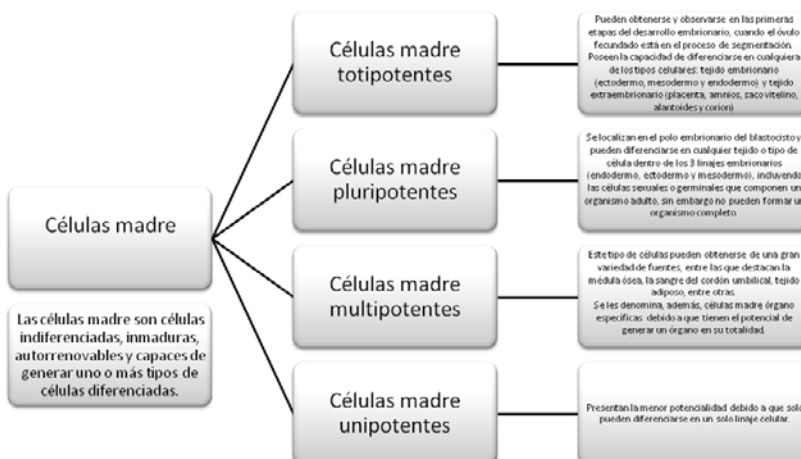 Células madre
Las células madre son células
indiferenciadas, inmaduras,
autorrenovables y capaces de
generar uno o más tipos de
células diferenciadas.
Células madre
totipotentes
Pueden obtenerse y observarse en las primeras
etapas del desarrollo embrionario, cuando el óvulo
fecundado está en el proceso de segmentación.
Poseen la capacidad de diferenciarse en cualquiera
de los tipos celulares: tejido embrionario
(ectodermo, mesodermo y endodermo) y tejido
extraembrionario (placenta, amnios, saco vitelino,
alantoides y corion)
Células madre
pluripotentes
Se localizan en el polo embrionario del blastocisto y
pueden diferenciarse en cualquier tejido o tipo de
célula dentro de los 3 linajes embrionarios
(endodermo, ectodermo y mesodermo), incluyendo
las células sexuales o germinales que componen un
organismo adulto, sin embargo no pueden formar un
organismo completo.
Células madre
multipotentes
Este tipo de células pueden obtenerse de una gran
variedad de fuentes, entre las que destacan la
médula ósea, la sangre del cordón umbilical, tejido
adiposo, entre otras.
Se les denomina, además, células madre órgano
especificas debido a que tienen el potencial de
generar un órgano en su totalidad.
Células madre
unipotentes
Presentan la menor potencialidad debido a que solo
pueden diferenciarse en un solo linaje celular.